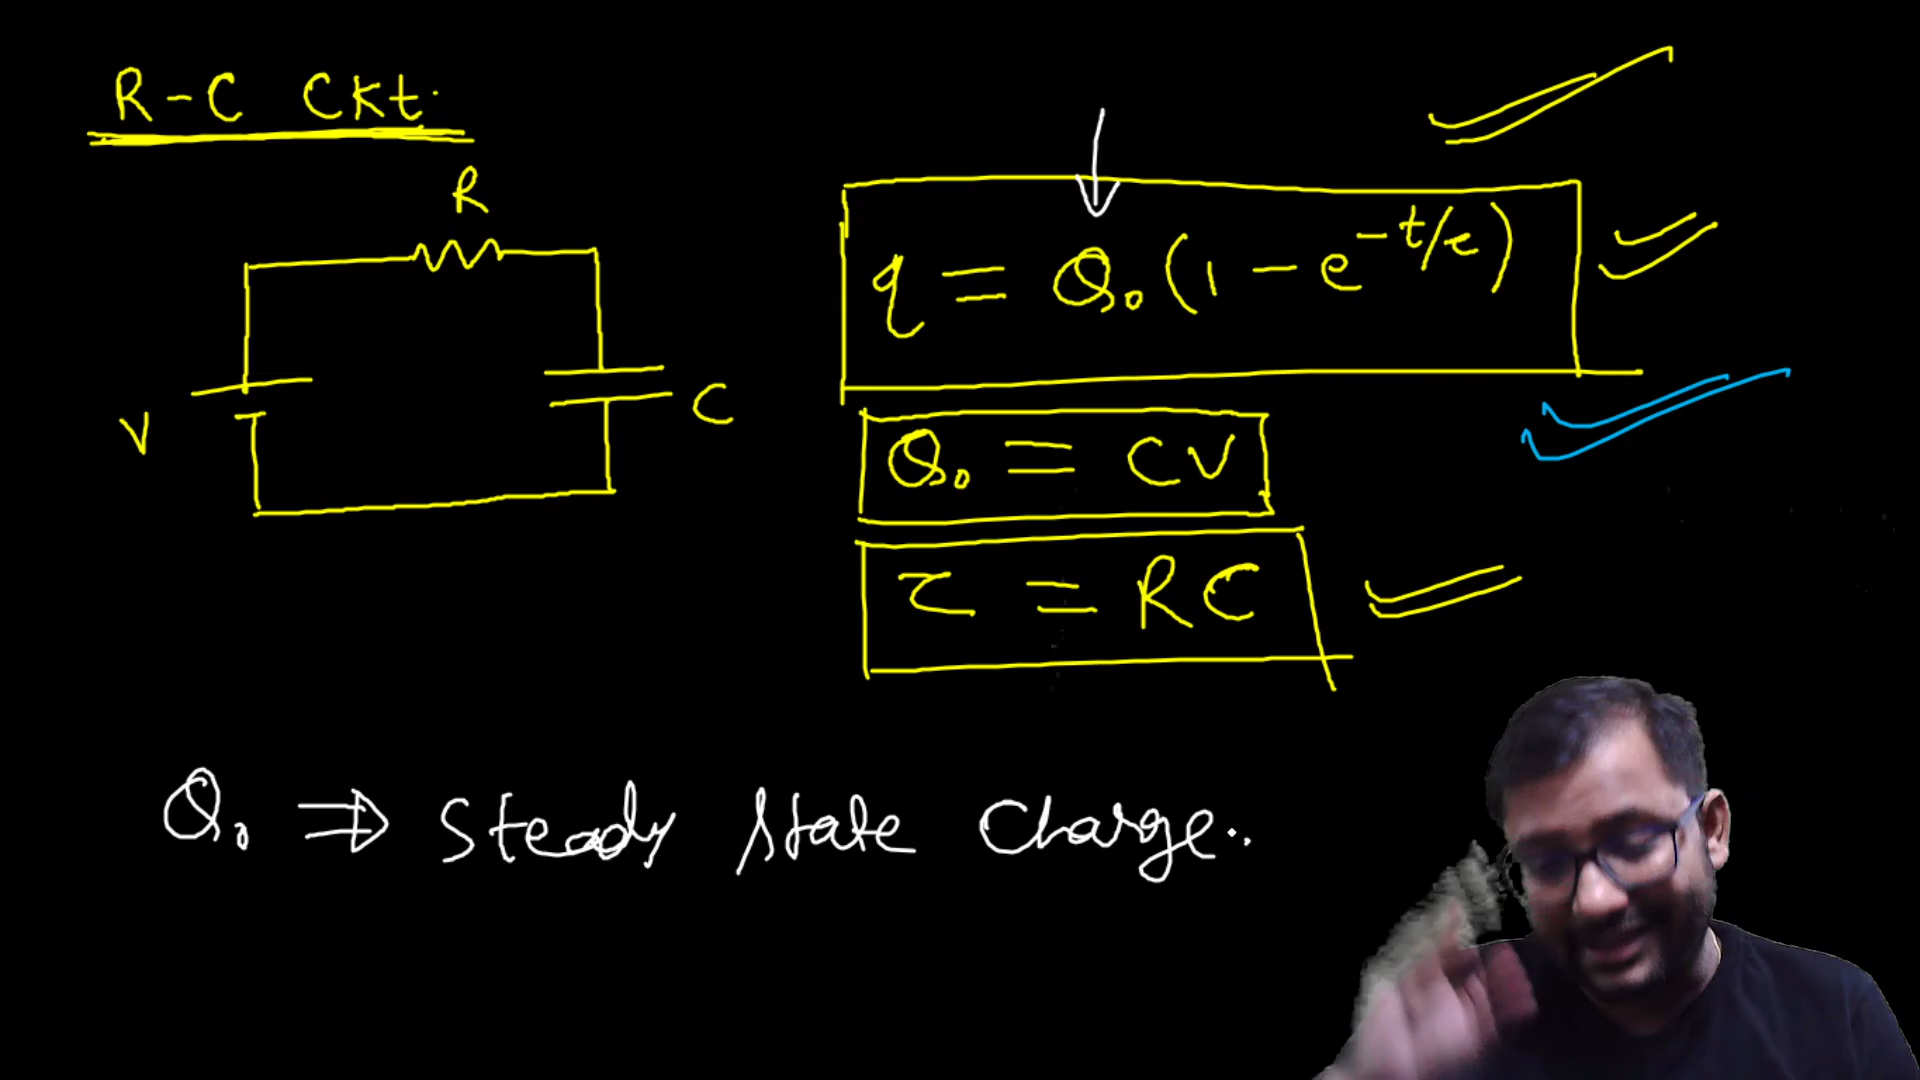 R-C Ckt.
R
V
C
q = Q₀(1 - e^-t/τ)
Q₀ = CV
τ = RC
Q₀ ⇒ Steady state charge.